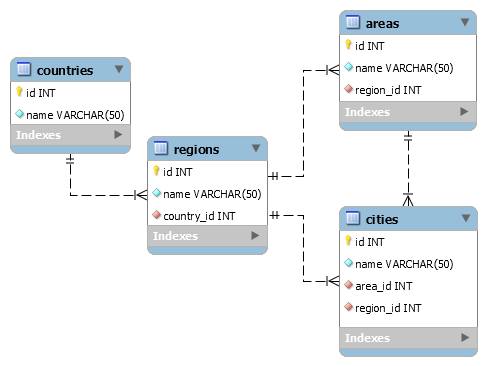 countries
id INT
name VARCHAR(50)
Indexes
regions
id INT
name VARCHAR(50)
country_id INT
Indexes
areas
id INT
name VARCHAR(50)
region_id INT
Indexes
cities
id INT
name VARCHAR(50)
area_id INT
region_id INT
Indexes